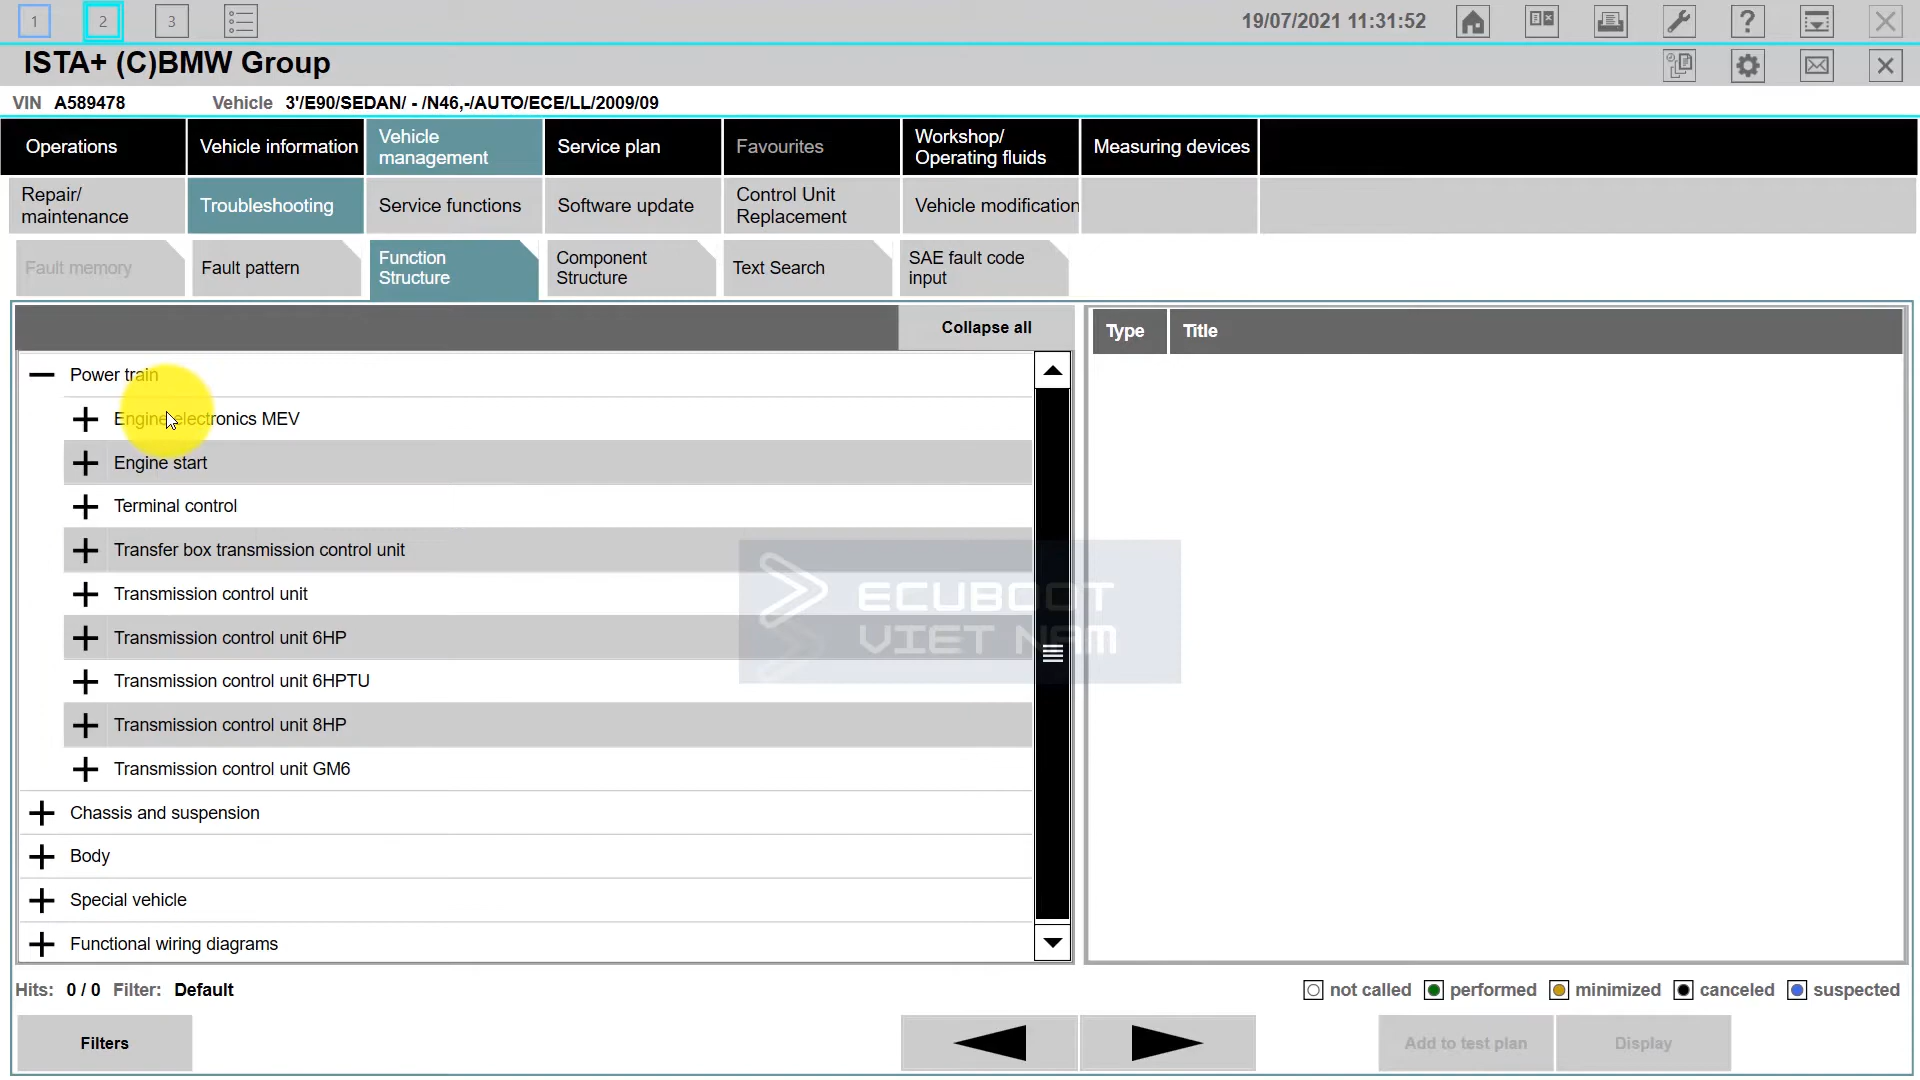 1 2 3 19/07/2021 11:31:52
ISTA+ (C)BMW Group
VIN A589478 Vehicle 3'/E90/SEDAN/ - /N46,-/AUTO/ECE/LL/2009/09
Operations
Vehicle information
Vehicle
management
Service plan
Favourites
Workshop/
Operating fluids
Measuring devices
Repair/
maintenance
Troubleshooting
Service functions
Software update
Control Unit
Replacement
Vehicle modification
Fault memory
Fault pattern
Function
Structure
Component
Structure
Text Search
SAE fault code
input
Collapse all
Type Title
Power train
Engine electronics MEV
Engine start
Terminal control
Transfer box transmission control unit
Transmission control unit
Transmission control unit 6HP
Transmission control unit 6HPTU
Transmission control unit 8HP
Transmission control unit GM6
Chassis and suspension
Body
Special vehicle
Functional wiring diagrams
ECUBOOT
VIET NAM
Hits: 0 / 0 Filter: Default
not called performed minimized canceled suspected
Filters
Add to test plan
Display